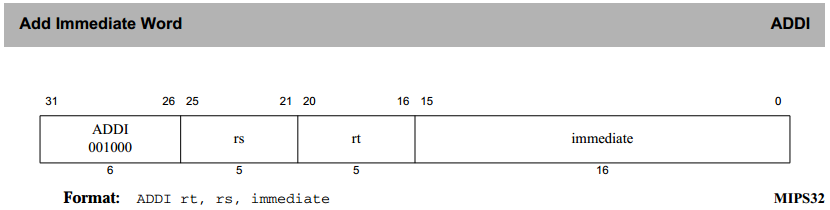 Add Immediate Word ADDI
31 26 25 21 20 16 15 0
ADDI
001000 rs rt immediate
6 5 5 16
Format: ADDI rt, rs, immediate MIPS32